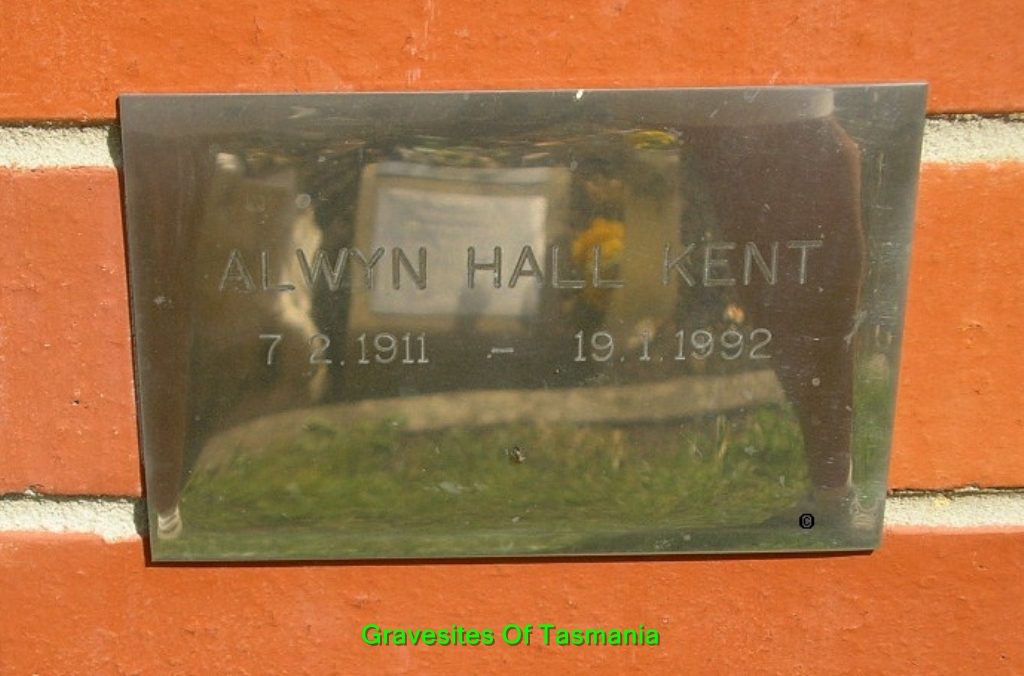 ALWYN HALL KENT
7.2.1911 - 19.1.1992
©
Gravesites Of Tasmania